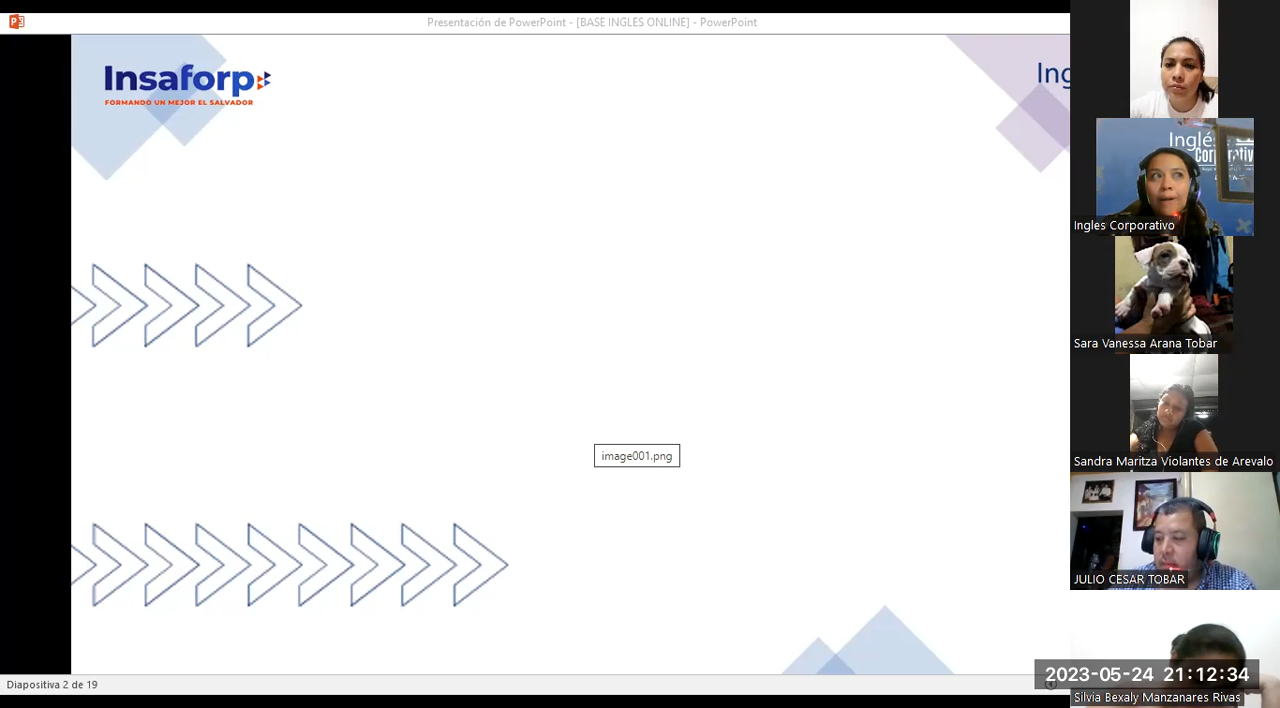 Presentación de PowerPoint - [BASE INGLES ONLINE] - PowerPoint
Insaforp
FORMANDO UN MEJOR EL SALVADOR
Ing
image001.png
Diapositiva 2 de 19
Inglés
Corporativo
Ingles Corporativo
Sara Vanessa Arana Tobar
Sandra Maritza Violantes de Arevalo
JULIO CESAR TOBAR
2023-05-24 21:12:34
Silvia Bexaly Manzanares Rivas